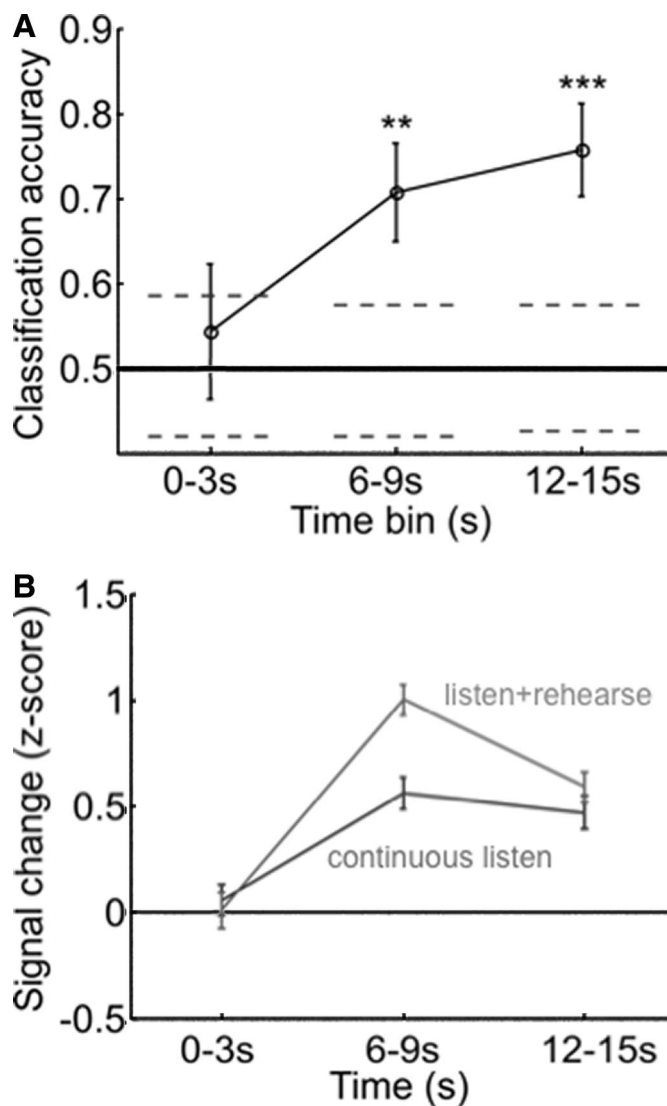 A
Classification accuracy
0.9
0.8
0.7
0.6
0.5
**
***
0-3s 6-9s 12-15s
Time bin (s)
B
Signal change (z-score)
1.5
1
0.5
0
-0.5
listen+rehearse
continuous listen
0-3s 6-9s 12-15s
Time (s)